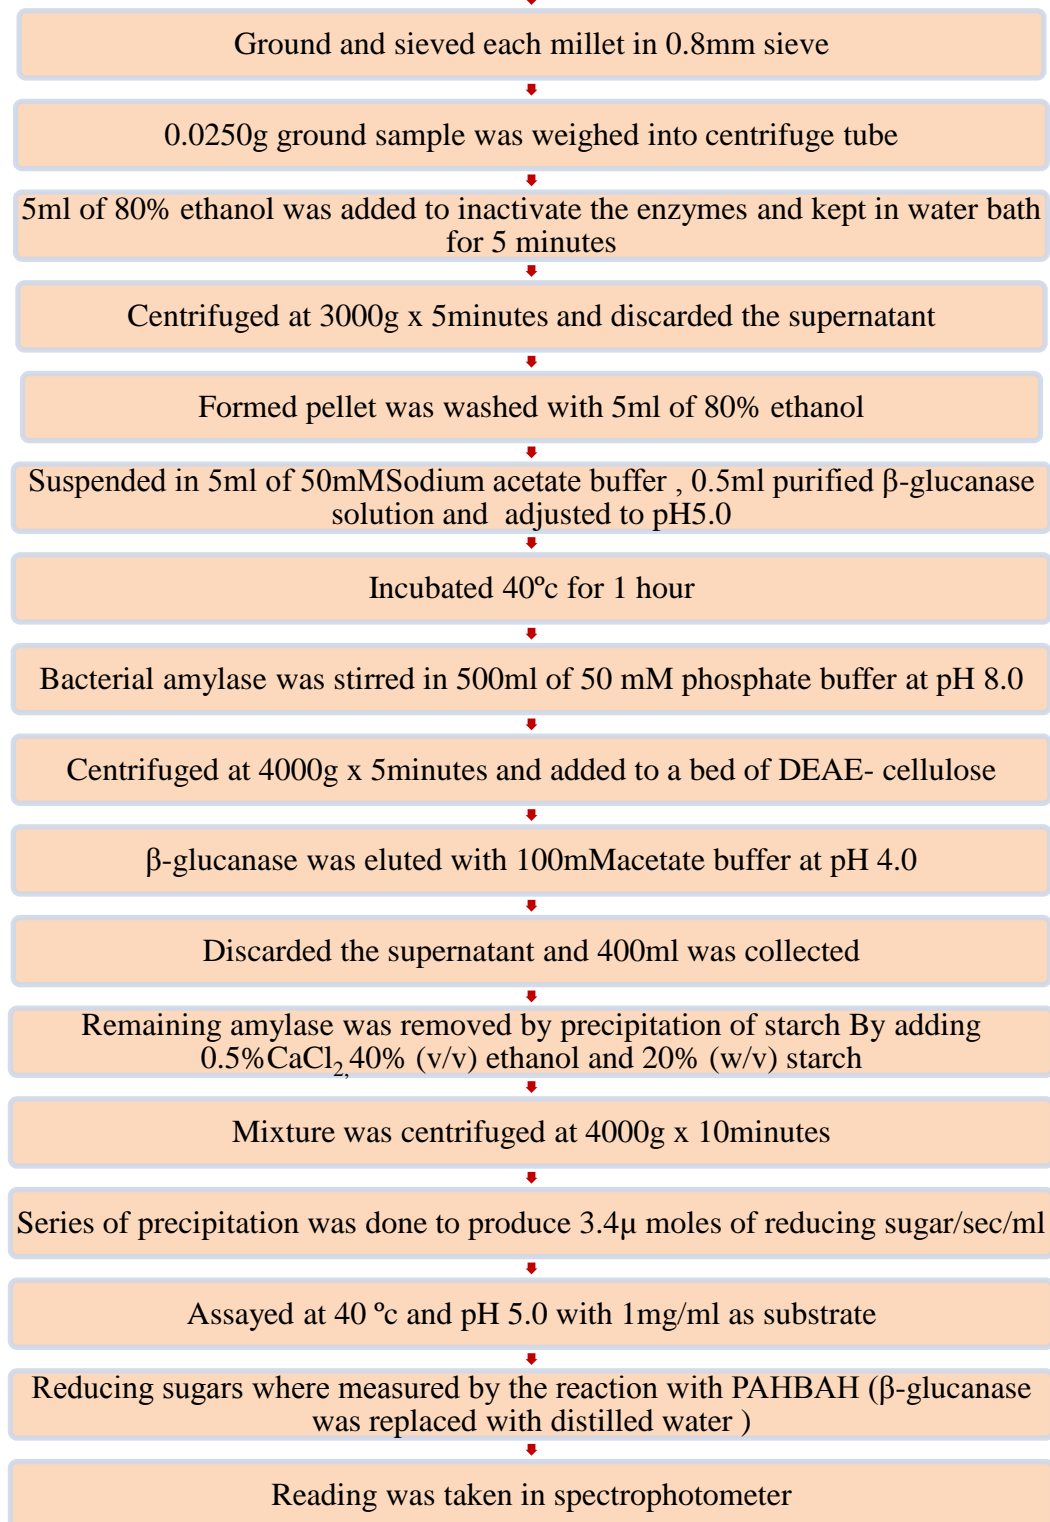 Ground and sieved each millet in 0.8mm sieve
0.0250g ground sample was weighed into centrifuge tube
5ml of 80% ethanol was added to inactivate the enzymes and kept in water bath
for 5 minutes
Centrifuged at 3000g x 5minutes and discarded the supernatant
Formed pellet was washed with 5ml of 80% ethanol
Suspended in 5ml of 50mMSodium acetate buffer , 0.5ml purified β-glucanase
solution and adjusted to pH5.0
Incubated 40ºc for 1 hour
Bacterial amylase was stirred in 500ml of 50 mM phosphate buffer at pH 8.0
Centrifuged at 4000g x 5minutes and added to a bed of DEAE- cellulose
β-glucanase was eluted with 100mMacetate buffer at pH 4.0
Discarded the supernatant and 400ml was collected
Remaining amylase was removed by precipitation of starch By adding
0.5%CaCl₂,40% (v/v) ethanol and 20% (w/v) starch
Mixture was centrifuged at 4000g x 10minutes
Series of precipitation was done to produce 3.4µ moles of reducing sugar/sec/ml
Assayed at 40 ºc and pH 5.0 with 1mg/ml as substrate
Reducing sugars where measured by the reaction with PAHBAH (β-glucanase
was replaced with distilled water )
Reading was taken in spectrophotometer